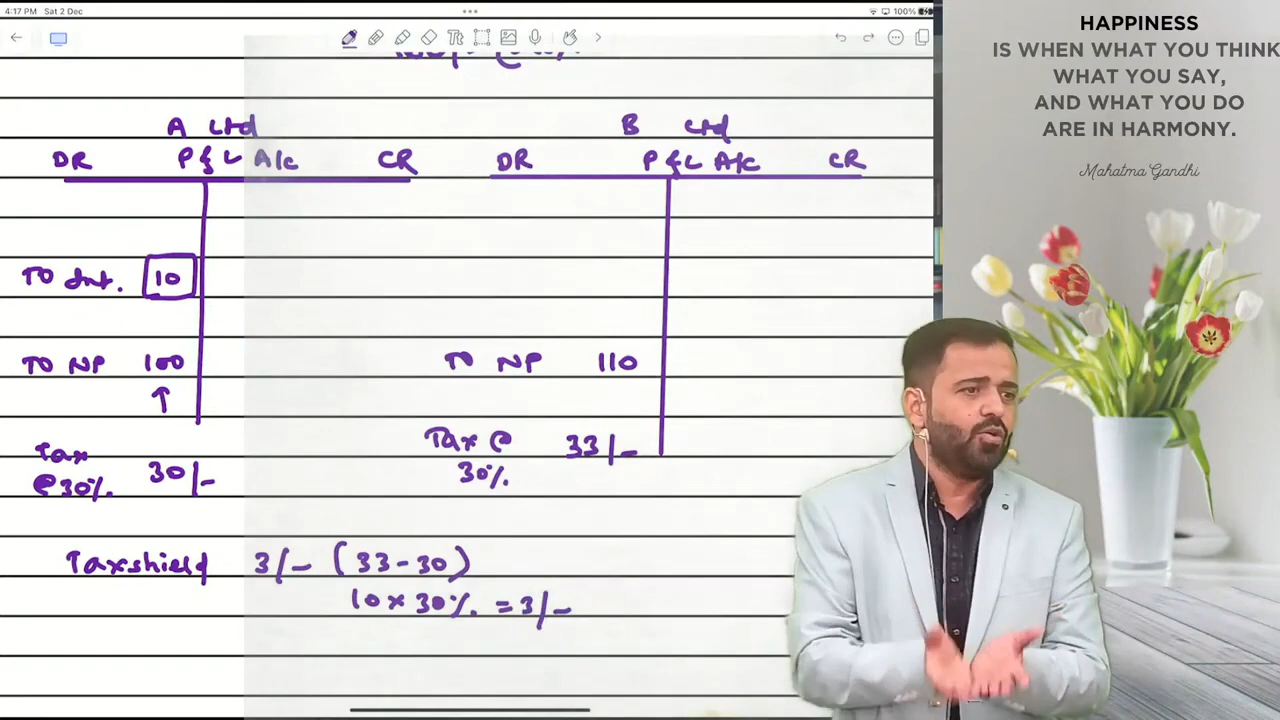 4:17 PM Sat 2 Dec
100%
HAPPINESS
IS WHEN WHAT YOU THINK
WHAT YOU SAY,
AND WHAT YOU DO
ARE IN HARMONY.
Mahatma Gandhi
A Ltd
DR P & L A/c CR
To Int. 10
To NP 100
Tax
@30%. 30/-
B Ltd
DR P & L A/c CR
To NP 110
Tax @
30%. 33/-
Taxshield 3/- (33-30)
10 x 30%. = 3/-